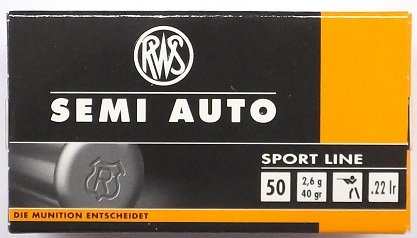 RWS
SEMI AUTO
SPORT LINE
50 2,6 g 40 gr .22 lr
R
DIE MUNITION ENTSCHEIDET